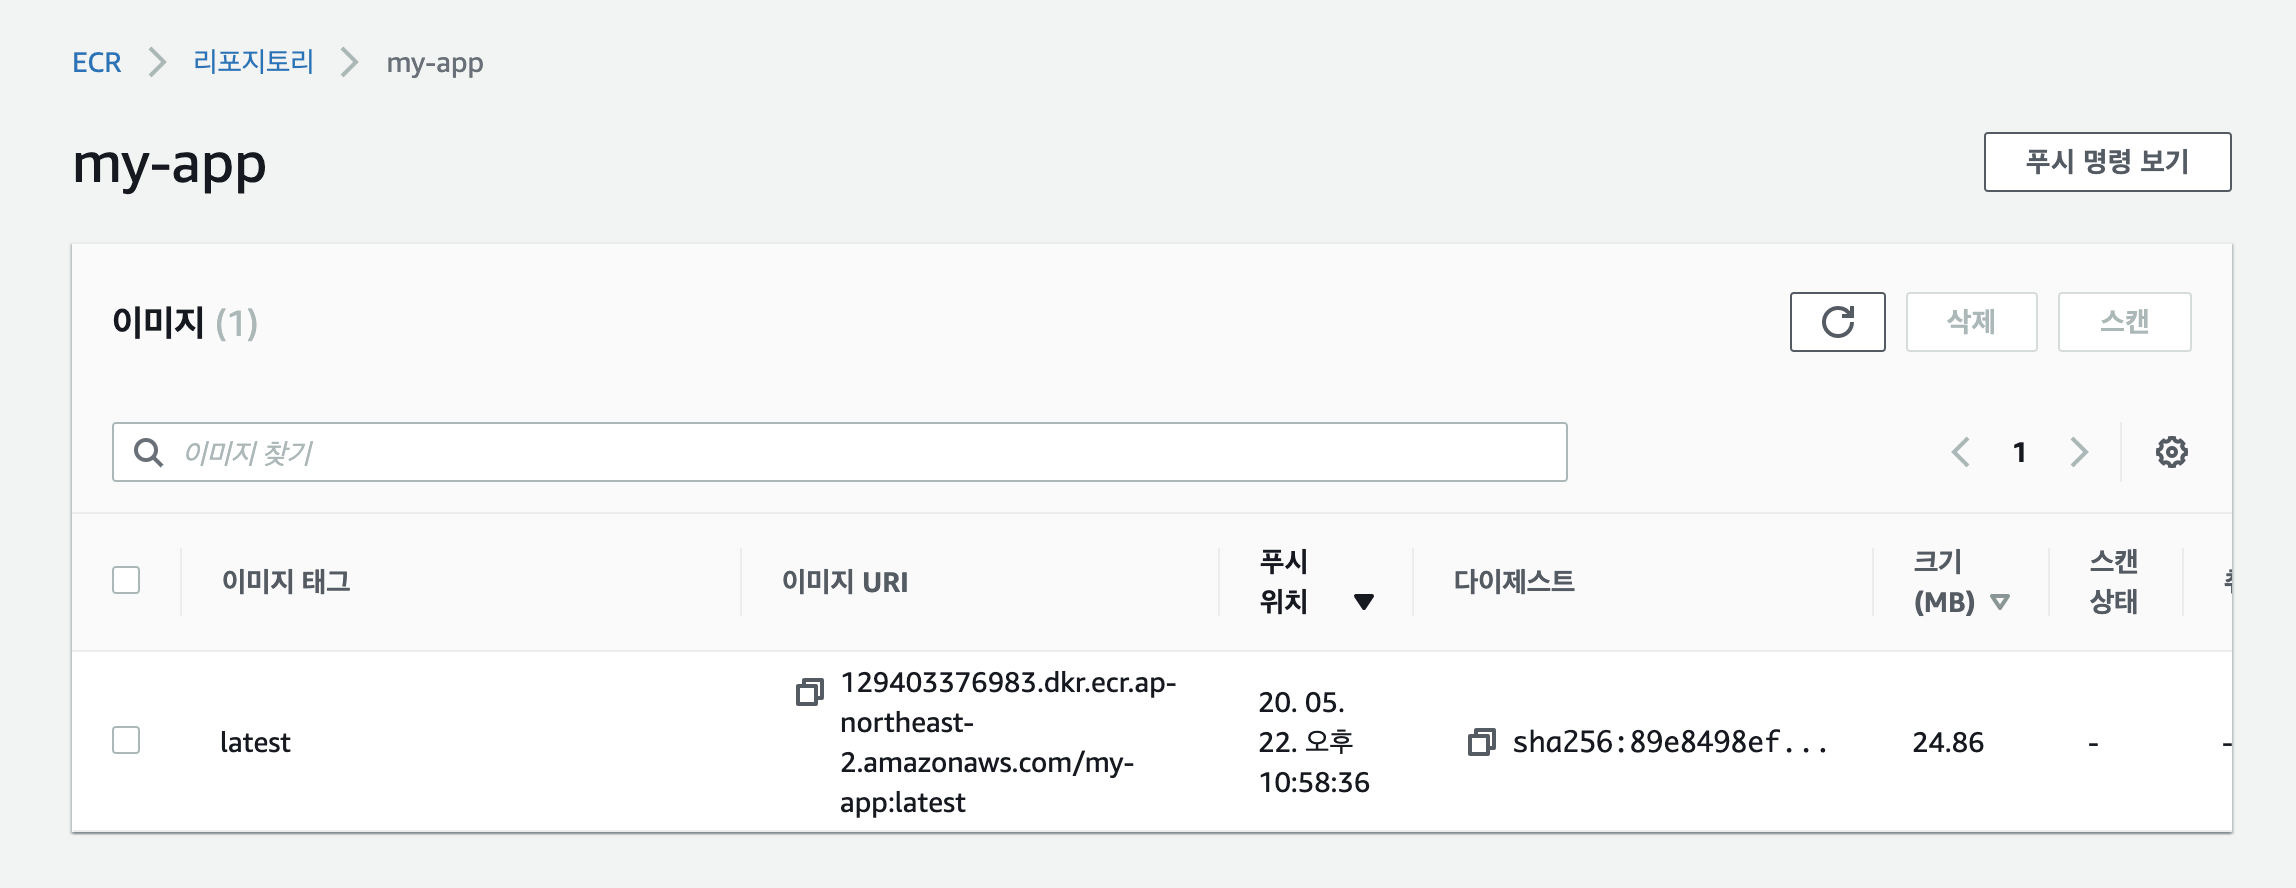 ECR
리포지토리
my-app
my-app
푸시 명령 보기
이미지 (1)
삭제
스캔
이미지 찾기
1
이미지 태그
이미지 URI
푸시
위치
다이제스트
크기
(MB)
스캔
상태
latest
129403376983.dkr.ecr.ap-
northeast-
2.amazonaws.com/my-
app:latest
20. 05.
22. 오후
10:58:36
sha256:89e8498ef...
24.86
-
-